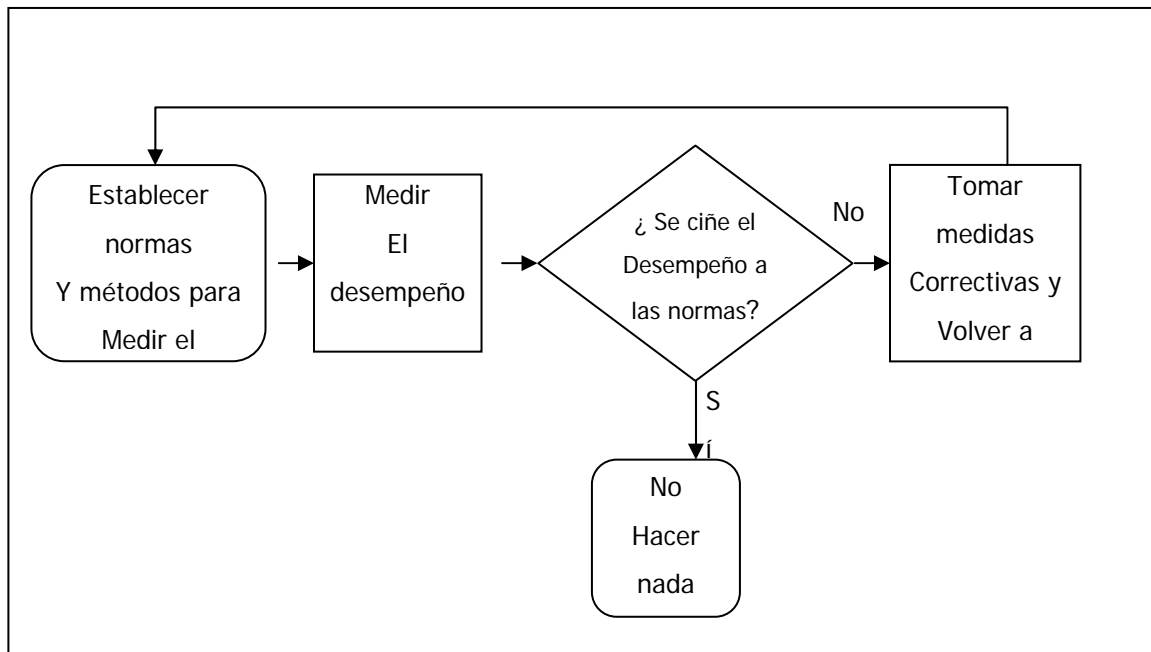 Establecer
normas
Y métodos para
Medir el
Medir
El
desempeño
¿ Se ciñe el
Desempeño a
las normas?
No
Tomar
medidas
Correctivas y
Volver a
S
í
No
Hacer
nada